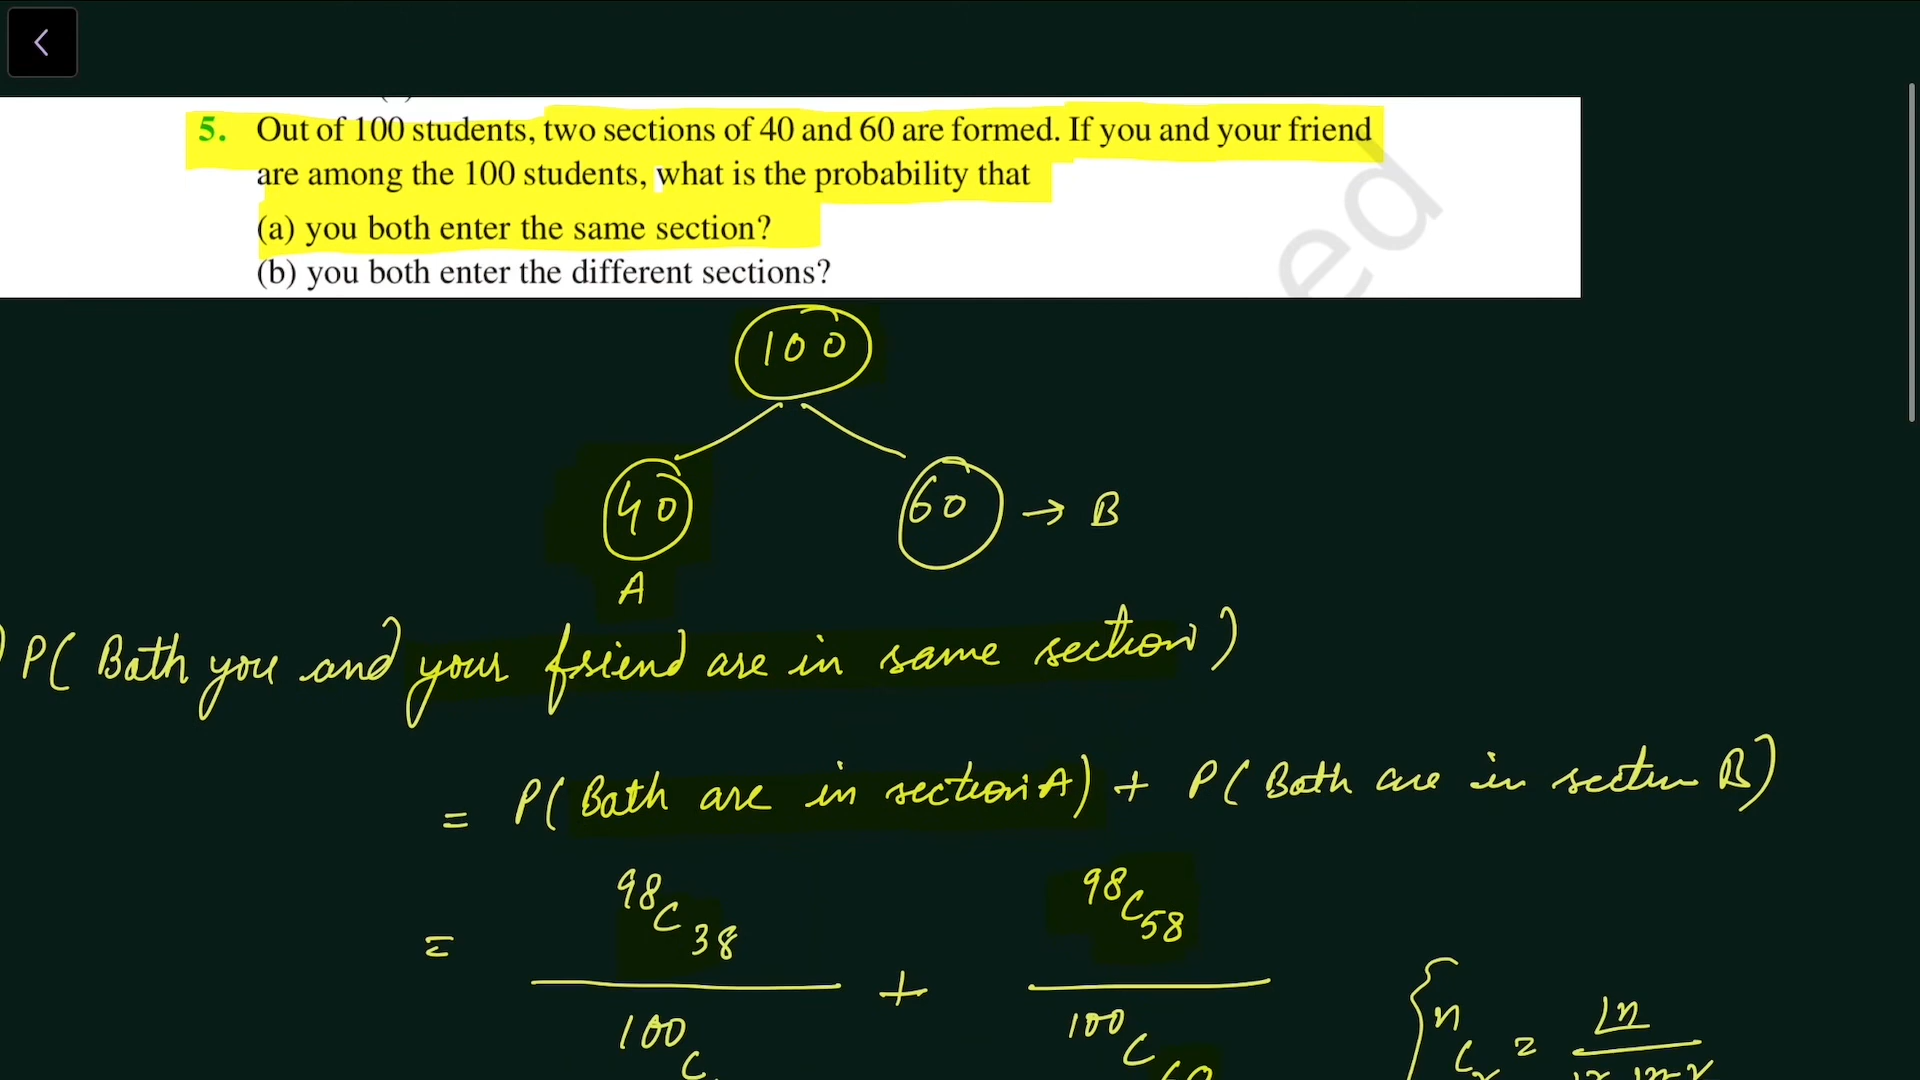 5. Out of 100 students, two sections of 40 and 60 are formed. If you and your friend
are among the 100 students, what is the probability that
(a) you both enter the same section?
(b) you both enter the different sections?
ed
100
40 60 → B
A
) P( Both you and your friend are in same section )
= P( Both are in section A ) + P( Both are in section B )
= ⁹⁸C₃₈ + ⁹⁸C₅₈
100C 100C60 { nCr = Ln